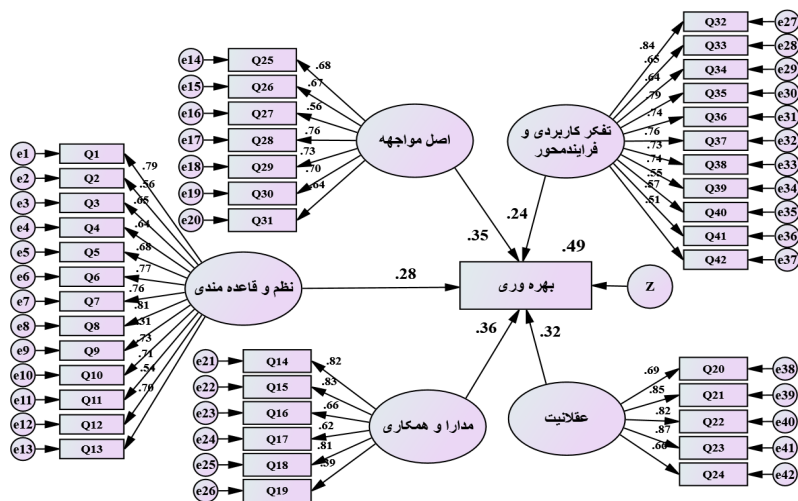 e14
Q25
.68
e15
Q26
.67
e16
Q27
.56
e17
Q28
.76
e18
Q29
.73
e19
Q30
.70
e20
Q31
.64
اصل مواجهه
.35
Q32
e27
.84
Q33
e28
.65
Q34
e29
.64
Q35
e30
.79
Q36
e31
.74
Q37
e32
.76
Q38
e33
.73
Q39
e34
.74
Q40
e35
.55
Q41
e36
.57
Q42
e37
.51
تفکر کاربردی و
فرایندمحور
.24
e1
Q1
.79
e2
Q2
.56
e3
Q3
.65
e4
Q4
.64
e5
Q5
.68
e6
Q6
.77
e7
Q7
.76
e8
Q8
.81
e9
Q9
.31
e10
Q10
.73
e11
Q11
.71
e12
Q12
.54
e13
Q13
.70
نظم و قاعده مندی
.28
.49
بهره وری
Z
e21
Q14
.82
e22
Q15
.83
e23
Q16
.66
e24
Q17
.62
e25
Q18
.81
e26
Q19
.59
مدارا و همکاری
.36
عقلانیت
.32
.69
Q20
e38
.85
Q21
e39
.82
Q22
e40
.87
Q23
e41
Q24
e42